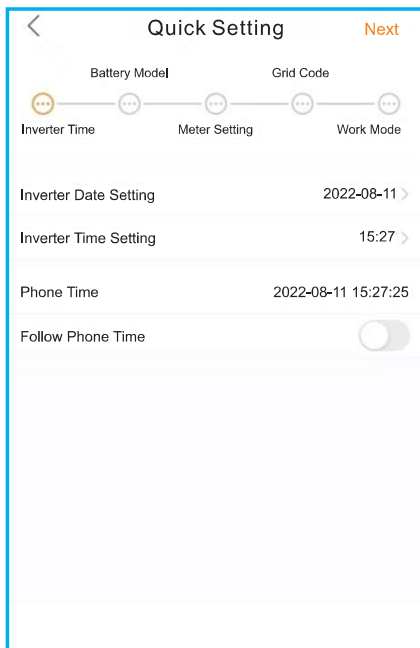 Quick Setting Next
Battery Model Grid Code
Inverter Time Meter Setting Work Mode
Inverter Date Setting 2022-08-11
Inverter Time Setting 15:27
Phone Time 2022-08-11 15:27:25
Follow Phone Time